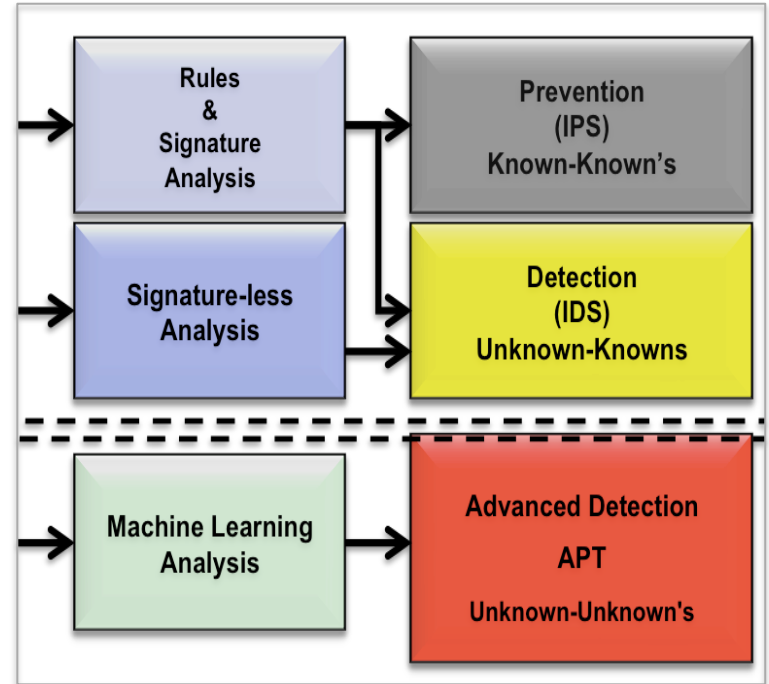 Rules
&
Signature
Analysis
Prevention
(IPS)
Known-Known’s
Signature-less
Analysis
Detection
(IDS)
Unknown-Knowns
Machine Learning
Analysis
Advanced Detection
APT
Unknown-Unknown's